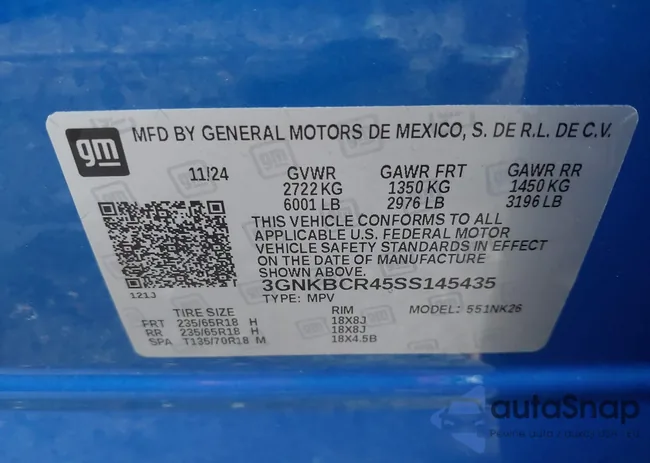 gm
MFD BY GENERAL MOTORS DE MEXICO, S. DE R.L. DE C.V.
11/24 GVWR GAWR FRT GAWR RR
2722 KG 1350 KG 1450 KG
6001 LB 2976 LB 3196 LB
THIS VEHICLE CONFORMS TO ALL
APPLICABLE U.S. FEDERAL MOTOR
VEHICLE SAFETY STANDARDS IN EFFECT
ON THE DATE OF MANUFACTURE
SHOWN ABOVE.
3GNKBCR45SS145435
121J TYPE: MPV MODEL: 551NK26
TIRE SIZE RIM
FRT 235/65R18 H 18X8J
RR 235/65R18 H 18X8J
SPA T135/70R18 M 18X4.5B
autaSnap